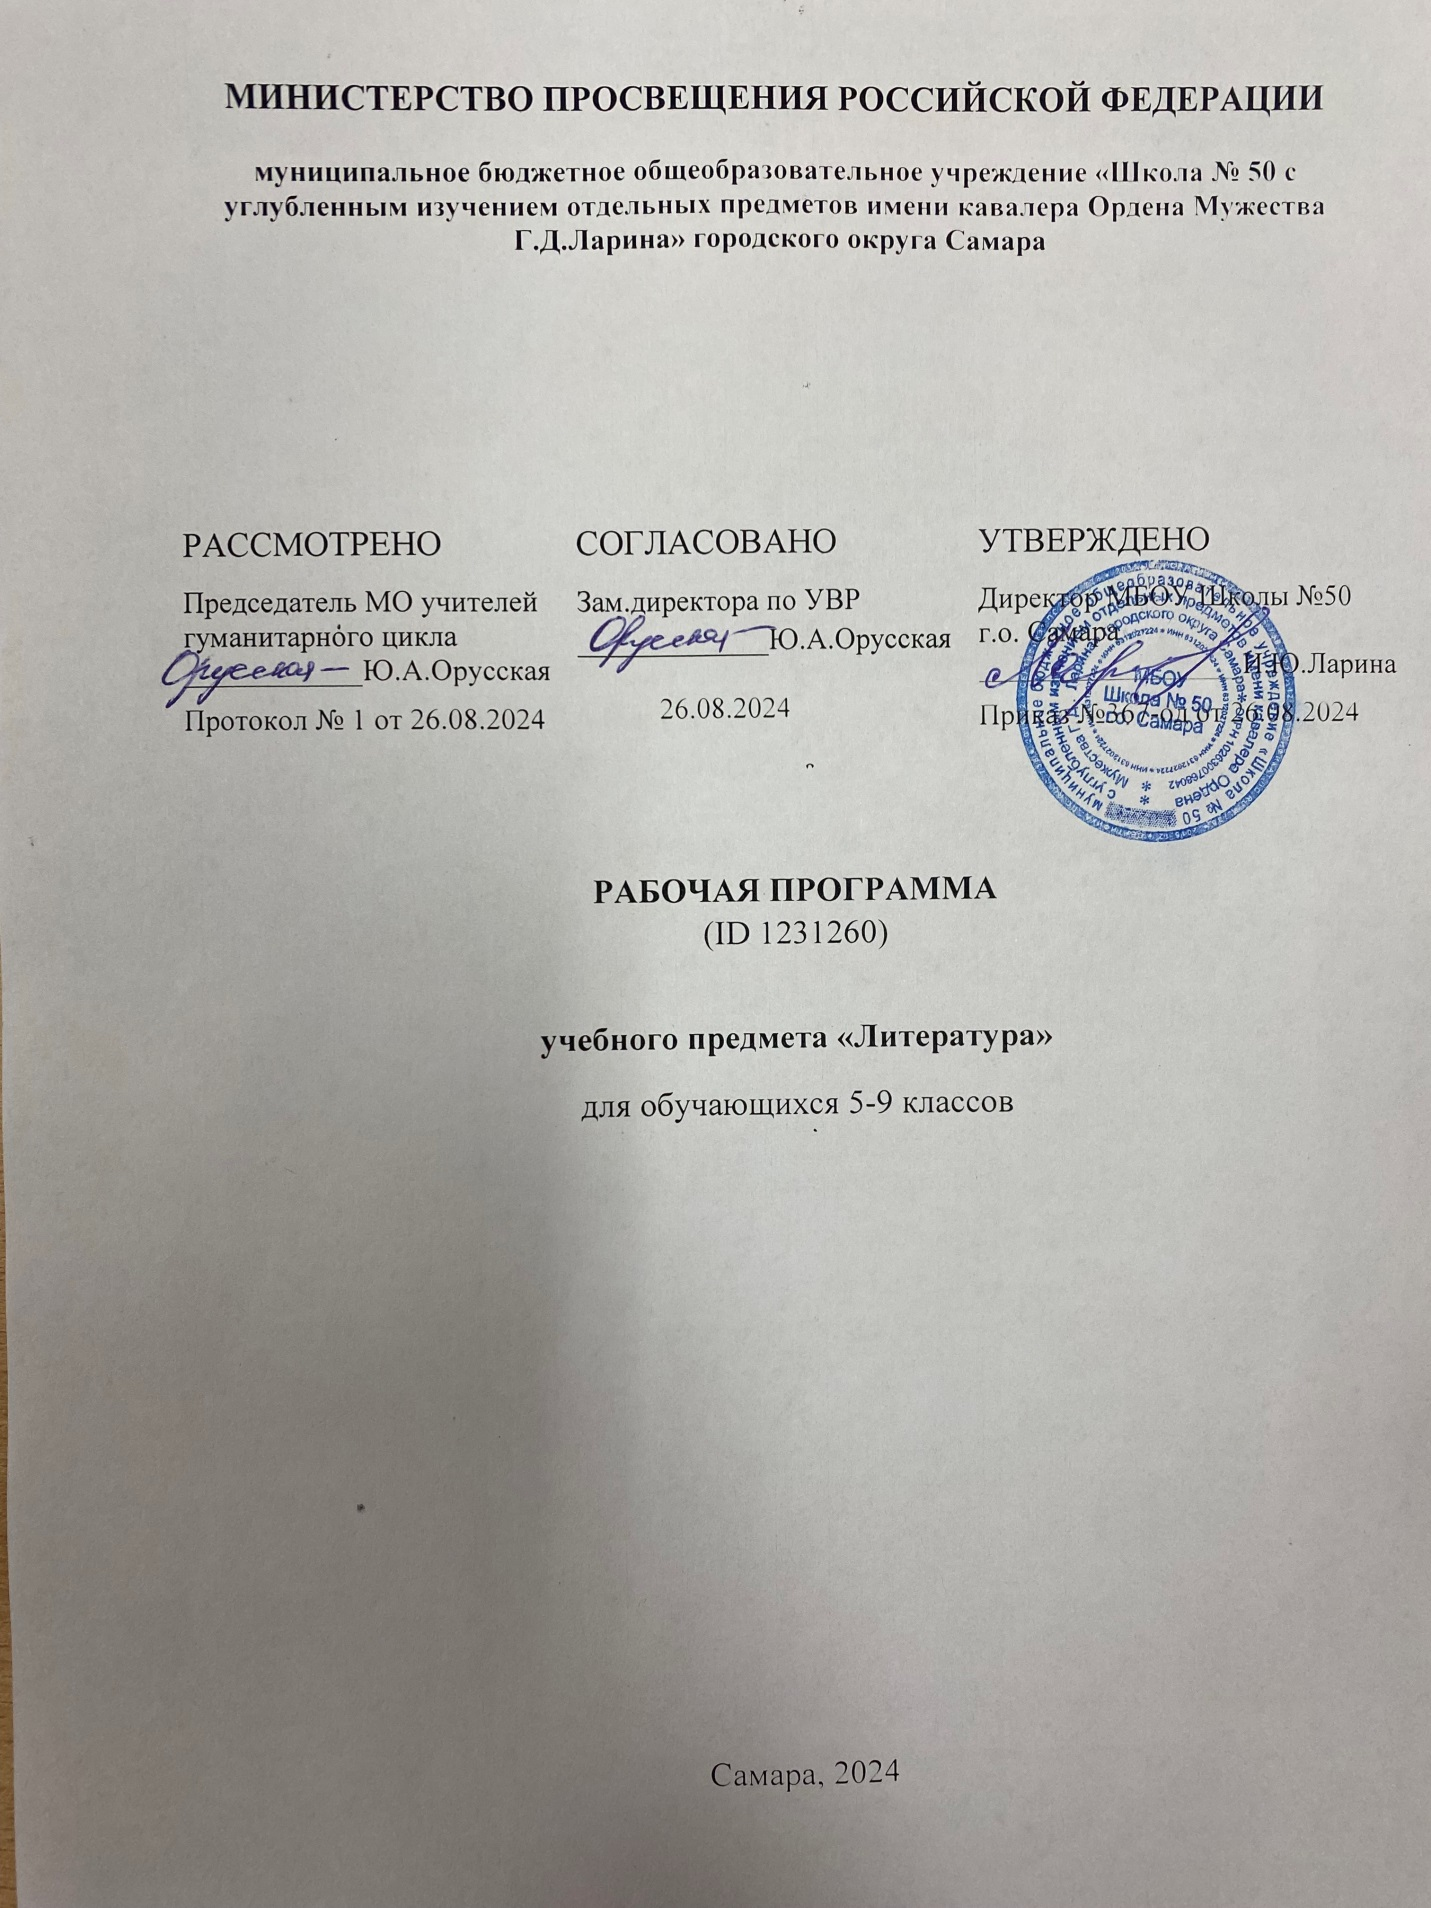 МИНИСТЕРСТВО ПРОСВЕЩЕНИЯ РОССИЙСКОЙ ФЕДЕРАЦИИ
муниципальное бюджетное общеобразовательное учреждение «Школа № 50 с
углубленным изучением отдельных предметов имени кавалера Ордена Мужества
Г.Д.Ларина» городского округа Самара
РАССМОТРЕНО
Председатель МО учителей
гуманитарного цикла
Орусская Ю.А.Орусская
Протокол № 1 от 26.08.2024
СОГЛАСОВАНО
Зам.директора по УВР
Орусская Ю.А.Орусская
26.08.2024
УТВЕРЖДЕНО
Директор МБОУ Школы №50
г.о. Самара
И.Ю.Ларина
Приказ №367-од от 26.08.2024
МБОУ
Школа № 50
г.о. Самара
РАБОЧАЯ ПРОГРАММА
(ID 1231260)
учебного предмета «Литература»
для обучающихся 5-9 классов
Самара, 2024